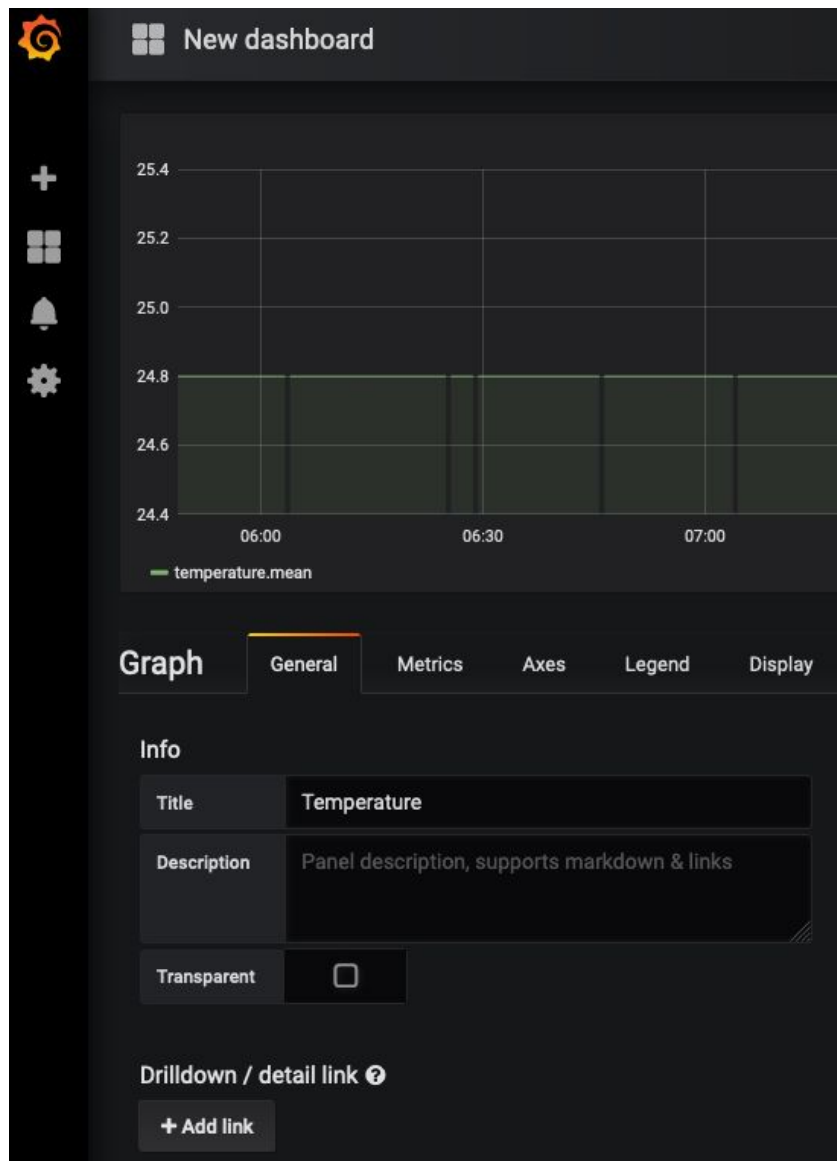 New dashboard
25.4
25.2
25.0
24.8
24.6
24.4
06:00 06:30 07:00
temperature.mean
Graph General Metrics Axes Legend Display
Info
Title Temperature
Description Panel description, supports markdown & links
Transparent
Drilldown / detail link
+ Add link